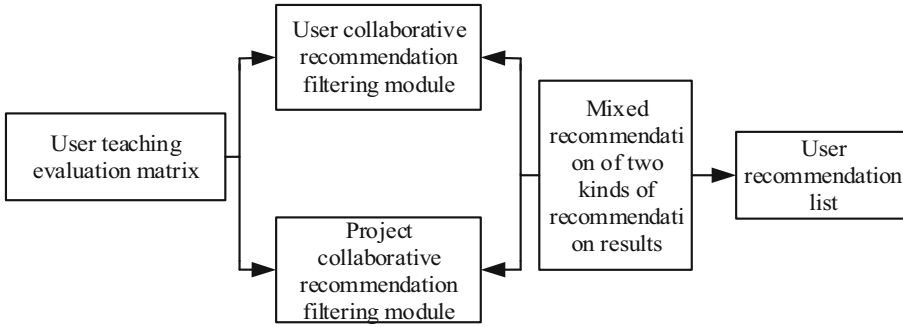 User collaborative
recommendation
filtering module
User teaching
evaluation matrix
Project
collaborative
recommendation
filtering module
Mixed
recommendati
on of two
kinds of
recommendati
on results
User
recommendation
list